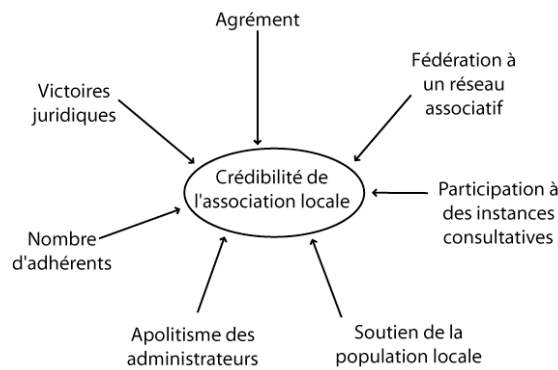 Agrément
Fédération à
un réseau
associatif
Victoires
juridiques
Crédibilité de
l'association locale
Participation à
des instances
consultatives
Nombre
d'adhérents
Apolitisme des
administrateurs
Soutien de la
population locale